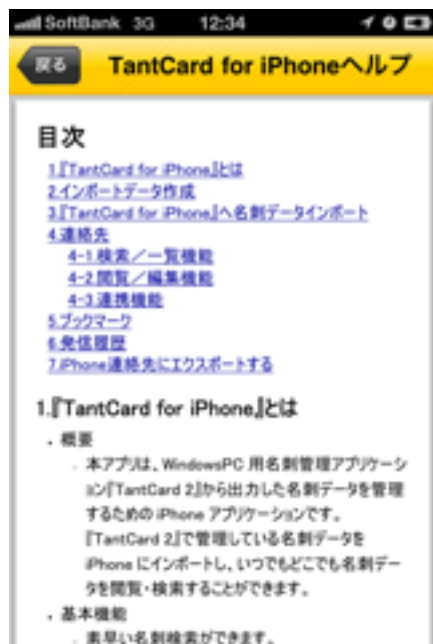 SoftBank 3G 12:34
戻る TantCard for iPhoneヘルプ
目次
1.『TantCard for iPhone』とは
2.インポートデータ作成
3.『TantCard for iPhone』へ名刺データインポート
4.連絡先
4-1.検索／一覧機能
4-2.閲覧／編集機能
4-3.連携機能
5.ブックマーク
6.発信履歴
7.iPhone連絡先にエクスポートする
1.『TantCard for iPhone』とは
・概要
本アプリは、WindowsPC 用名刺管理アプリケーシ
ョン『TantCard 2』から出力した名刺データを管理
するための iPhone アプリケーションです。
『TantCard 2』で管理している名刺データを
iPhone にインポートし、いつでもどこでも名刺デー
タを閲覧・検索することができます。
・基本機能
素早い名刺検索ができます。